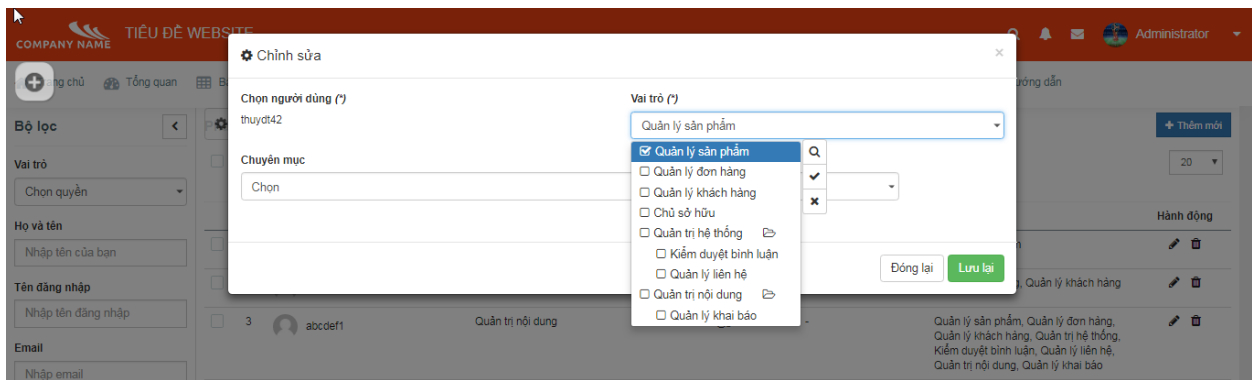 COMPANY NAME
TIÊU ĐỀ WEBSITE
Administrator
Trang chủ
Tổng quan
Hướng dẫn
Chỉnh sửa
Chọn người dùng (*)
thuydt42
Vai trò (*)
Quản lý sản phẩm
Quản lý sản phẩm
Quản lý đơn hàng
Quản lý khách hàng
Chủ sở hữu
Quản trị hệ thống
Kiểm duyệt bình luận
Quản lý liên hệ
Quản trị nội dung
Quản lý khai báo
Chuyên mục
Chọn
Đóng lại
Lưu lại
Bộ lọc
Vai trò
Chọn quyền
Họ và tên
Nhập tên của bạn
Tên đăng nhập
Nhập tên đăng nhập
Email
Nhập email
Thêm mới
20
Hành động
, Quản lý khách hàng
3
abcdef1
Quản trị nội dung
-
Quản lý sản phẩm, Quản lý đơn hàng,
Quản lý khách hàng, Quản trị hệ thống,
Kiểm duyệt bình luận, Quản lý liên hệ,
Quản trị nội dung, Quản lý khai báo